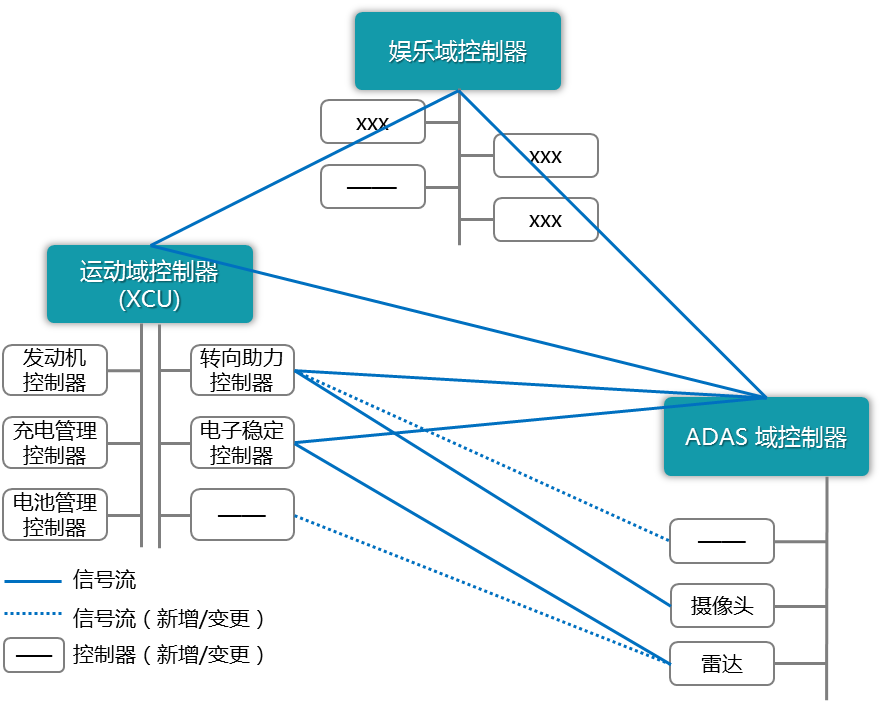 娱乐域控制器
xxx
xxx
——
xxx
运动域控制器
(XCU)
发动机
控制器
转向助力
控制器
充电管理
控制器
电子稳定
控制器
ADAS 域控制器
电池管理
控制器
——
——
摄像头
雷达
信号流
信号流（新增/变更）
—— 控制器（新增/变更）